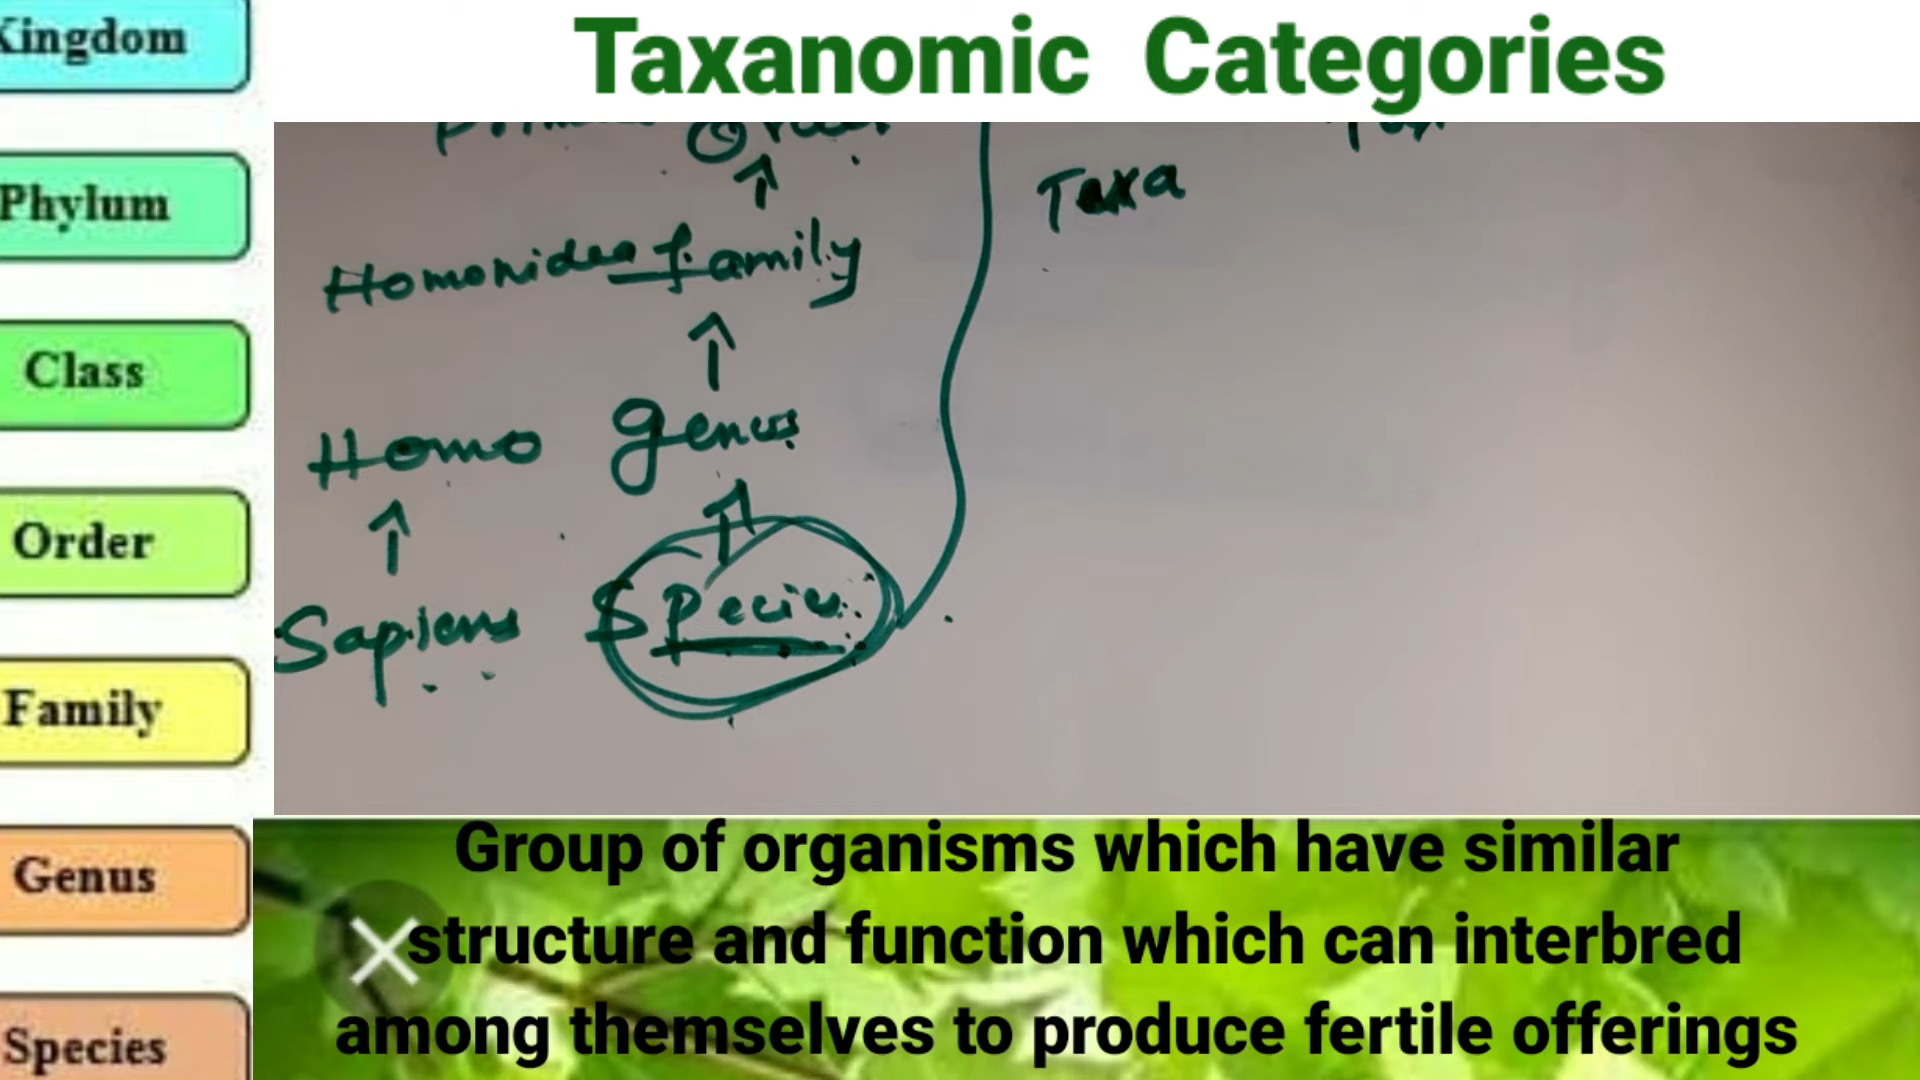 Taxanomic Categories
Kingdom
Phylum
Class
Order
Family
Genus
Species
Taxa
Homonidea family
Homo genus
Sapiens Species
Group of organisms which have similar
structure and function which can interbred
among themselves to produce fertile offerings